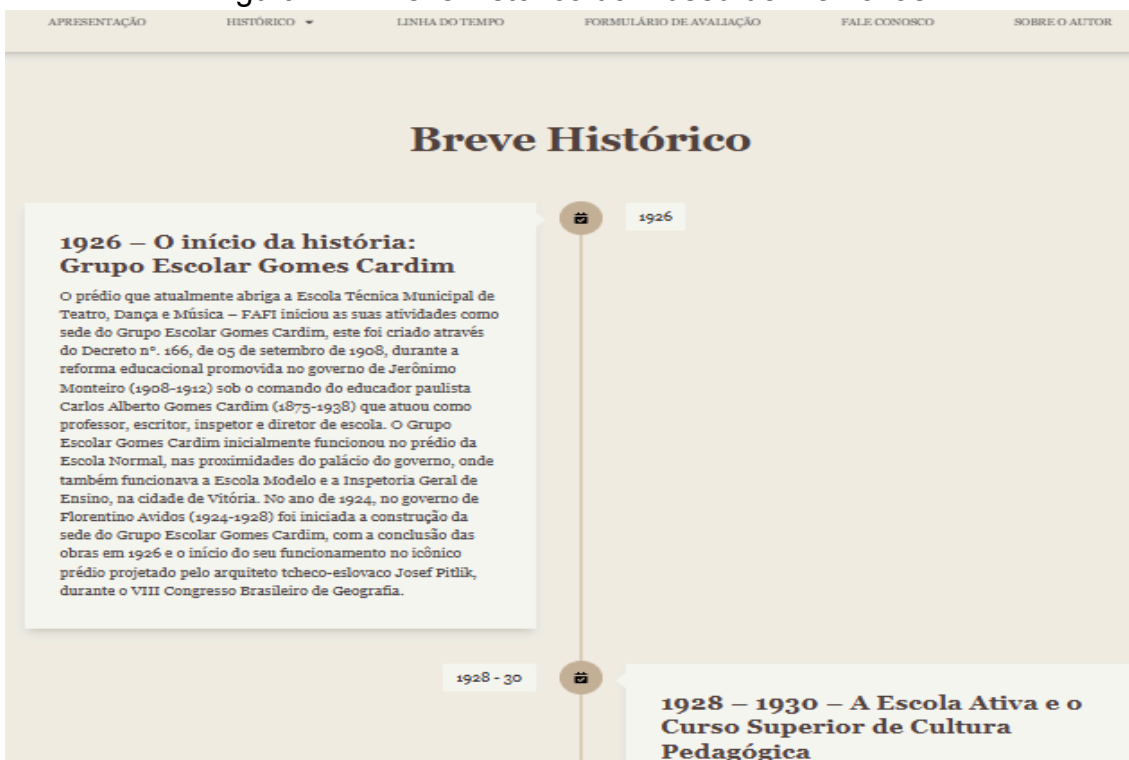 APRESENTAÇÃO HISTÓRICO LINHA DO TEMPO FORMULÁRIO DE AVALIAÇÃO FALE CONOSCO SOBRE O AUTOR
Breve Histórico
1926
1926 – O início da história:
Grupo Escolar Gomes Cardim
O prédio que atualmente abriga a Escola Técnica Municipal de
Teatro, Dança e Música – FAFI iniciou as suas atividades como
sede do Grupo Escolar Gomes Cardim, este foi criado através
do Decreto nº. 166, de 05 de setembro de 1908, durante a
reforma educacional promovida no governo de Jerônimo
Monteiro (1908-1912) sob o comando do educador paulista
Carlos Alberto Gomes Cardim (1875-1938) que atuou como
professor, escritor, inspetor e diretor de escola. O Grupo
Escolar Gomes Cardim inicialmente funcionou no prédio da
Escola Normal, nas proximidades do palácio do governo, onde
também funcionava a Escola Modelo e a Inspetoria Geral de
Ensino, na cidade de Vitória. No ano de 1924, no governo de
Florentino Avidos (1924-1928) foi iniciada a construção da
sede do Grupo Escolar Gomes Cardim, com a conclusão das
obras em 1926 e o início do seu funcionamento no icônico
prédio projetado pelo arquiteto tcheco-eslovaco Josef Pitlik,
durante o VIII Congresso Brasileiro de Geografia.
1928 - 30
1928 – 1930 – A Escola Ativa e o
Curso Superior de Cultura
Pedagógica